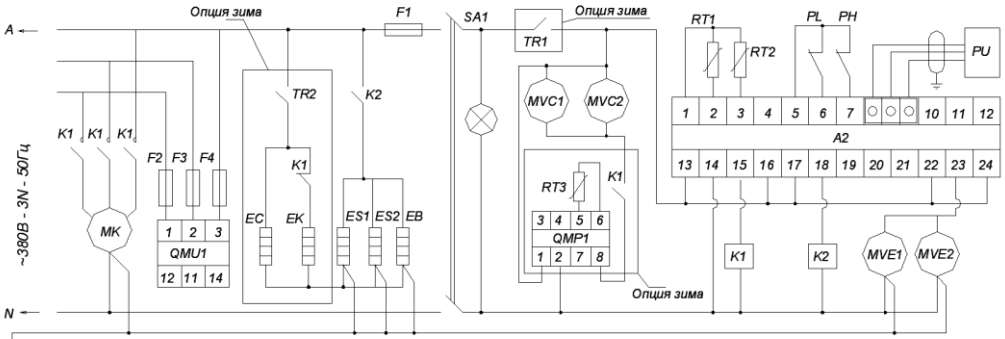 Опция зима
F1
SA1
Опция зима
TR1
A
RT1
RT2
PL PH
PU
TR2
K2
MVC1 MVC2
1 2 3 4 5 6 7 10 11 12
A2
13 14 15 16 17 18 19 20 21 22 23 24
K1 K1 K1
F2 F3 F4
K1
RT3
K1
~380В - 3N - 50Гц
MK
1 2 3
QMU1
12 11 14
EC EK ES1 ES2 EB
3 4 5 6
QMP1
1 2 7 8
K1
K2
MVE1 MVE2
Опция зима
N